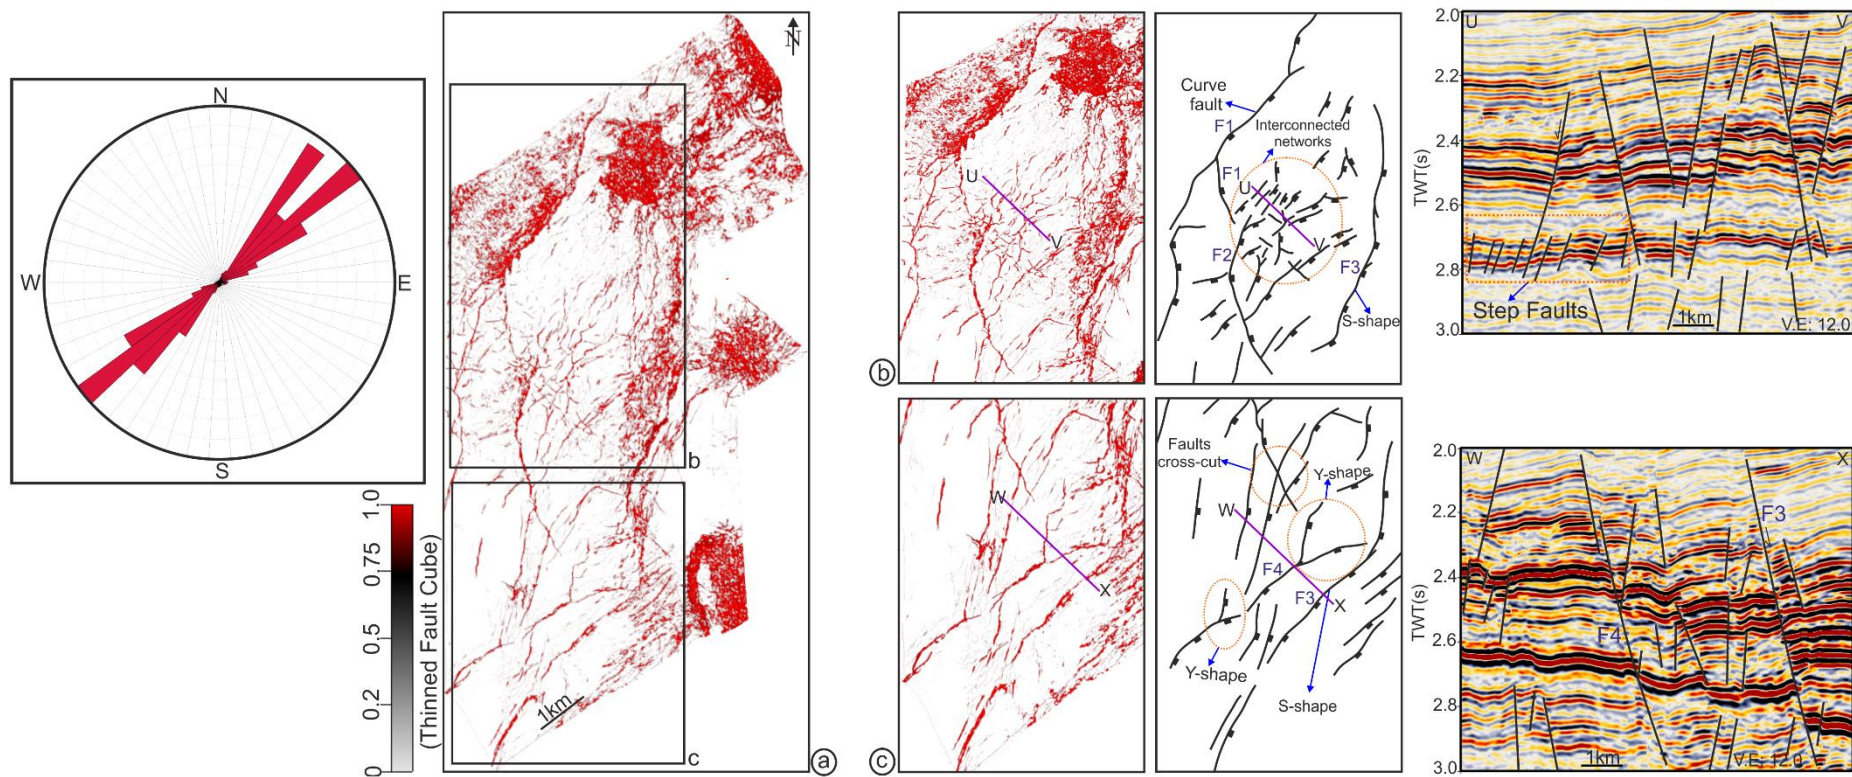 N
W
E
S
1.0
0.75
0.5
0.2
0
(Thinned Fault Cube)
N
U
V
b
W
X
1km
c
a
U
V
b
Curve
fault
F1
Interconnected
networks
F1
U
V
F2
F3
S-shape
U
V
2.0
2.2
2.4
2.6
2.8
3.0
TWT(s)
Step Faults
1km
V.E: 12.0
W
X
c
Faults
cross-cut
Y-shape
W
F4
F3
X
Y-shape
S-shape
W
X
2.0
2.2
2.4
2.6
2.8
3.0
TWT(s)
F3
F4
1km
V.E: 12.0